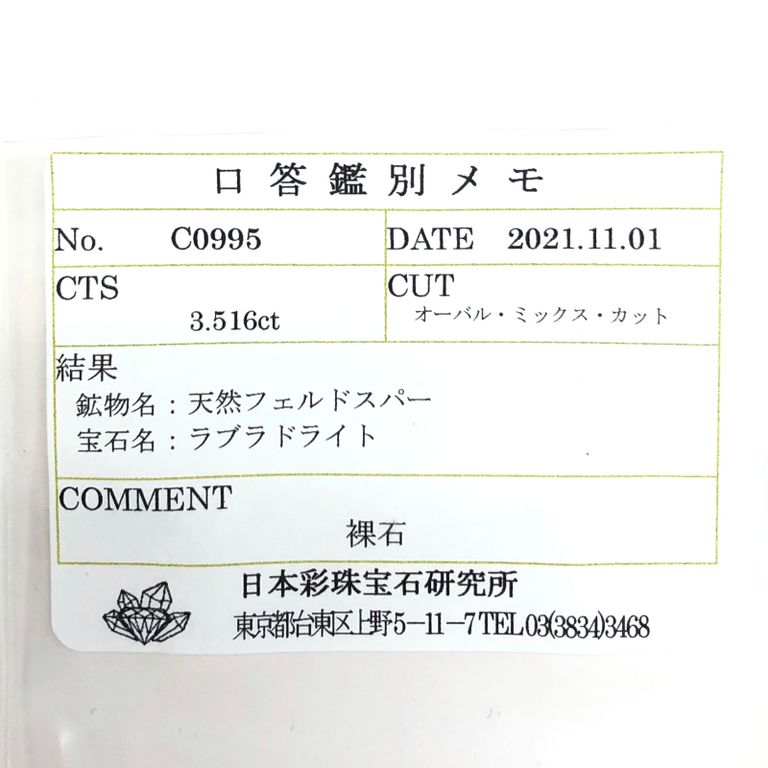 口答鑑別メモ
No. C0995
DATE 2021.11.01
CTS
3.516ct
CUT
オーバル・ミックス・カット
結果
鉱物名：天然フェルドスパー
宝石名：ラブラドライト
COMMENT
裸石
日本彩珠宝石研究所
東京都台東区上野5-11-7 TEL 03(3834)3468